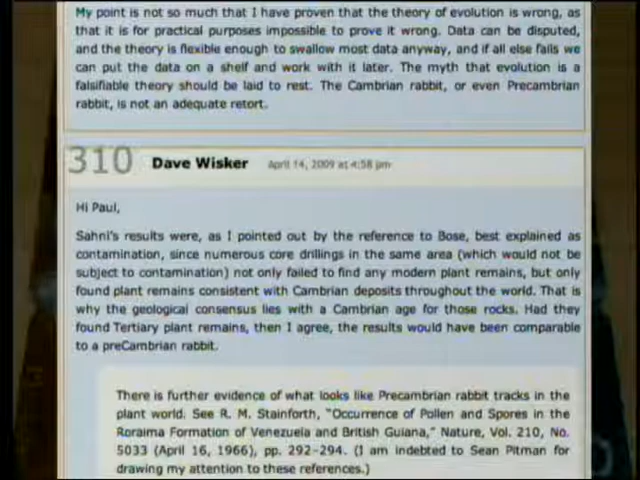 My point is not so much that I have proven that the theory of evolution is wrong, as
that it is for practical purposes impossible to prove it wrong. Data can be disputed,
and the theory is flexible enough to swallow most data anyway, and if all else fails we
can put the data on a shelf and work with it later. The myth that evolution is a
falsifiable theory should be laid to rest. The Cambrian rabbit, or even Precambrian
rabbit, is not an adequate retort.
310 Dave Wisker April 14, 2009 at 4:58 pm
Hi Paul,
Sahni's results were, as I pointed out by the reference to Bose, best explained as
contamination, since numerous core drillings in the same area (which would not be
subject to contamination) not only failed to find any modern plant remains, but only
found plant remains consistent with Cambrian deposits throughout the world. That is
why the geological consensus lies with a Cambrian age for those rocks. Had they
found Tertiary plant remains, then I agree, the results would have been comparable
to a preCambrian rabbit.
There is further evidence of what looks like Precambrian rabbit tracks in the
plant world. See R. M. Stainforth, "Occurrence of Pollen and Spores in the
Roraima Formation of Venezuela and British Guiana," Nature, Vol. 210, No.
5033 (April 16, 1966), pp. 292–294. (I am indebted to Sean Pitman for
drawing my attention to these references.)